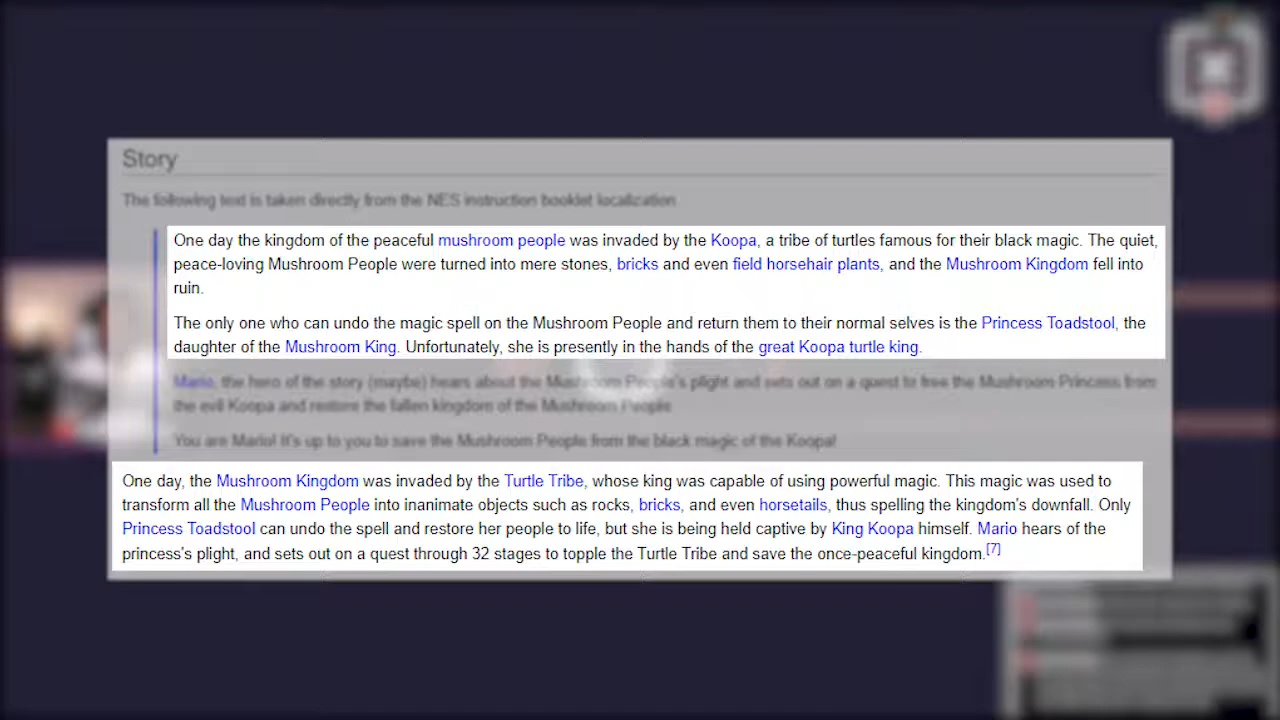 Story
The following text is taken directly from the NES instruction booklet localization.
One day the kingdom of the peaceful mushroom people was invaded by the Koopa, a tribe of turtles famous for their black magic. The quiet,
peace-loving Mushroom People were turned into mere stones, bricks and even field horsehair plants, and the Mushroom Kingdom fell into
ruin.
The only one who can undo the magic spell on the Mushroom People and return them to their normal selves is the Princess Toadstool, the
daughter of the Mushroom King. Unfortunately, she is presently in the hands of the great Koopa turtle king.
Mario, the hero of the story (maybe) hears about the Mushroom People's plight and sets out on a quest to free the Mushroom Princess from
the evil Koopa and restore the fallen kingdom of the Mushroom People.
You are Mario! It's up to you to save the Mushroom People from the black magic of the Koopa!
One day, the Mushroom Kingdom was invaded by the Turtle Tribe, whose king was capable of using powerful magic. This magic was used to
transform all the Mushroom People into inanimate objects such as rocks, bricks, and even horsetails, thus spelling the kingdom's downfall. Only
Princess Toadstool can undo the spell and restore her people to life, but she is being held captive by King Koopa himself. Mario hears of the
princess's plight, and sets out on a quest through 32 stages to topple the Turtle Tribe and save the once-peaceful kingdom.[7]